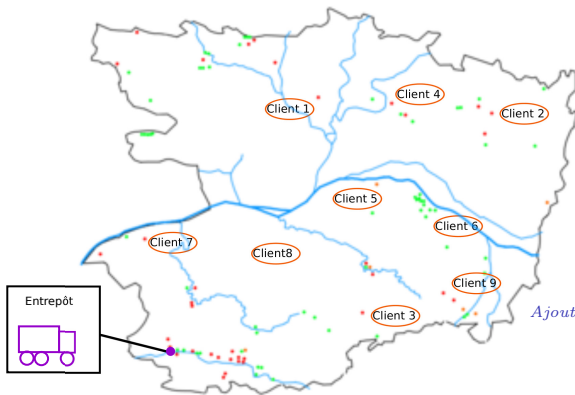 Client 4
Client 1
Client 2
Client 5
Client 6
Client 7
Client8
Client 9
Entrepôt
Client 3
Ajout